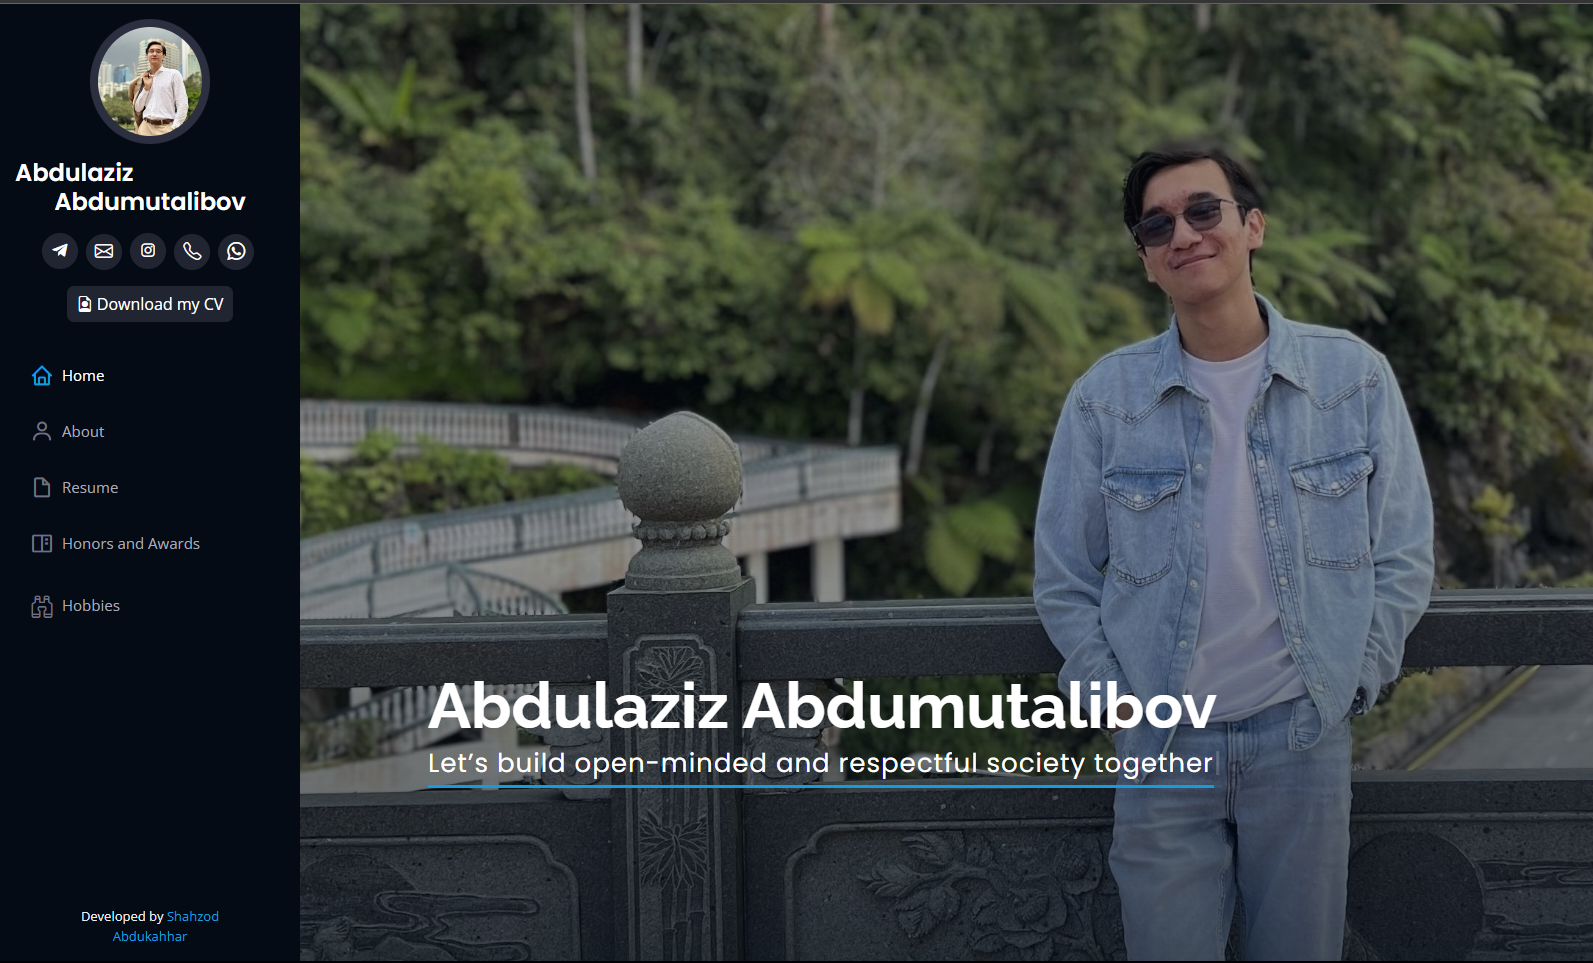 Abdulaziz
Abdumutalibov
Download my CV
Home
About
Resume
Honors and Awards
Hobbies
Developed by Shahzod
Abdukahhar
Abdulaziz Abdumutalibov
Let’s build open-minded and respectful society together